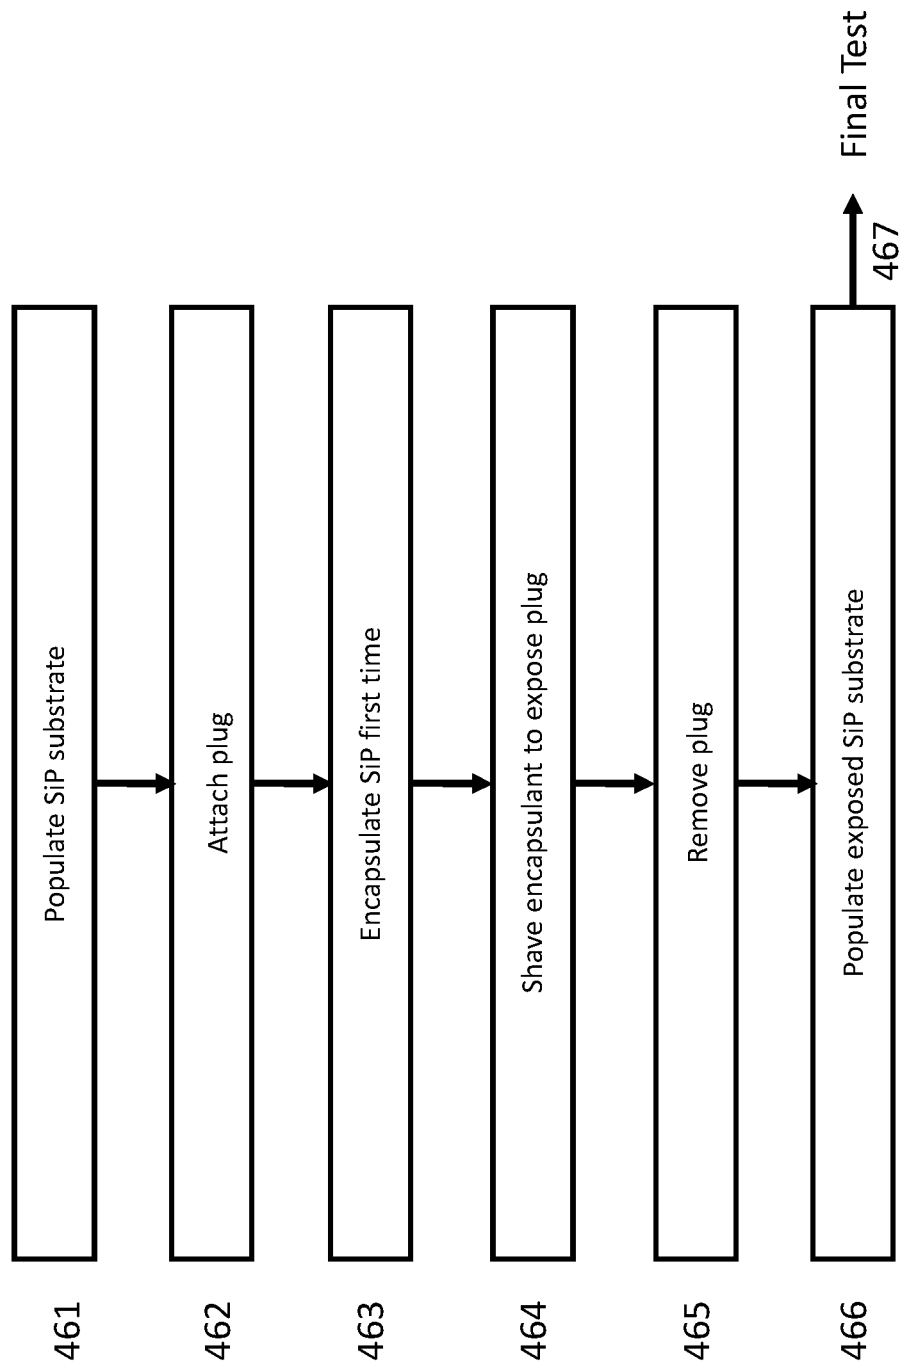 461
Populate SiP substrate
462
Attach plug
463
Encapsulate SiP first time
464
Shave encapsulant to expose plug
465
Remove plug
466
Populate exposed SiP substrate
467
Final Test